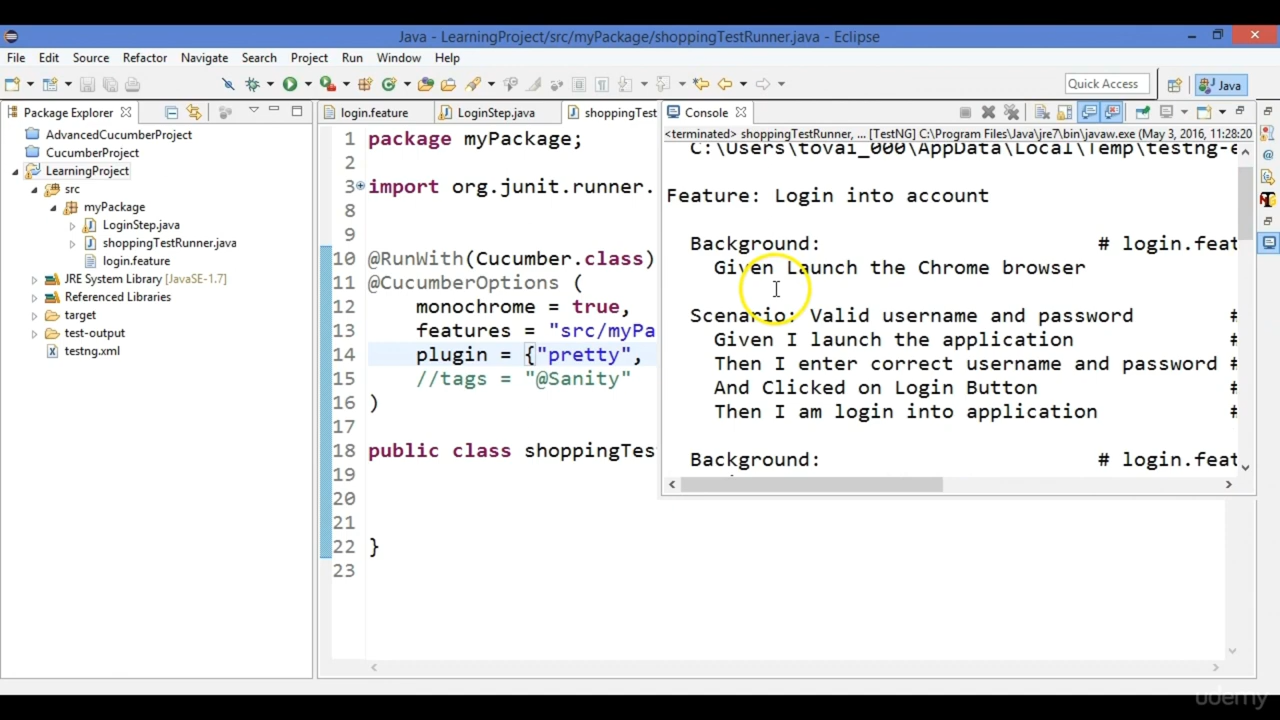 Java - LearningProject/src/myPackage/shoppingTestRunner.java - Eclipse
File Edit Source Refactor Navigate Search Project Run Window Help
Quick Access
Java
Package Explorer
AdvancedCucumberProject
CucumberProject
LearningProject
src
myPackage
LoginStep.java
shoppingTestRunner.java
login.feature
JRE System Library [JavaSE-1.7]
Referenced Libraries
target
test-output
testng.xml
login.feature
LoginStep.java
shoppingTest
1 package myPackage;
2
3 import org.junit.runner.
8
9
10 @RunWith(Cucumber.class)
11 @CucumberOptions (
12 monochrome = true,
13 features = "src/myPa
14 plugin = {"pretty",
15 //tags = "@Sanity"
16 )
17
18 public class shoppingTes
19
20
21
22 }
23
Console
<terminated> shoppingTestRunner, ... [TestNG] C:\Program Files\Java\jre7\bin\javaw.exe (May 3, 2016, 11:28:20
C:\Users\tovai_000\AppData\Local\Temp\testng-e
Feature: Login into account
Background: # login.feat
Given Launch the Chrome browser
Scenario: Valid username and password #
Given I launch the application #
Then I enter correct username and password #
And Clicked on Login Button #
Then I am login into application #
Background: # login.feat
udemy